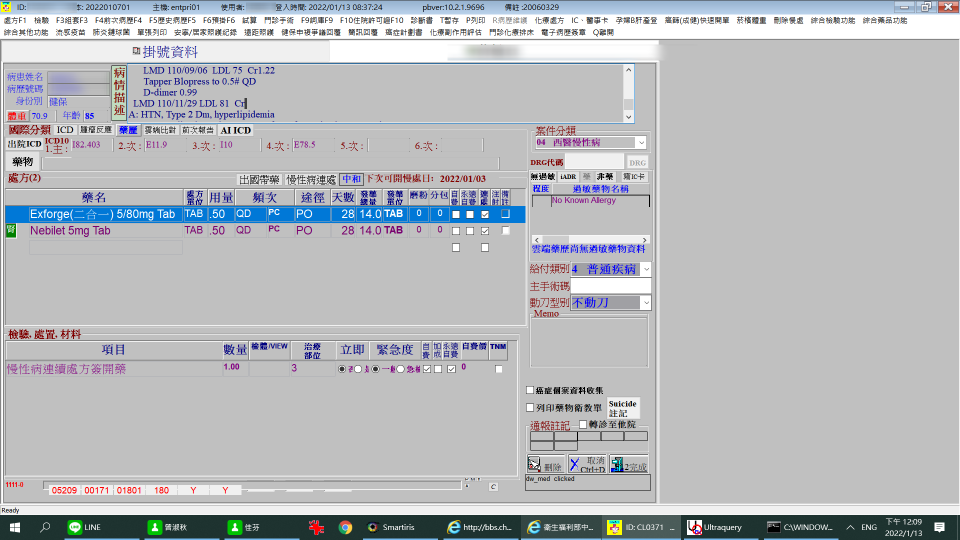 ID: 本: 2022010701 主機: entpri01 使用者: 登入時間: 2022/01/13 08:37:24 pbver:10.2.1.9696 備註 :20060329
處方F1 檢驗 F3組套F3 F4前次病歷F4 F5歷史病歷F5 F6預掛F6 試算 門診手術 F9詞庫F9 F10住院許可證F10 診斷書 T暫存 P列印 R病歷繼續 化療處方 IC、醫事卡 孕婦B肝產登 癌篩(成健)快速開單 菸檳體重 刪除餐處 綜合檢驗功能 綜合藥品功能
綜合其他功能 流感疫苗 肺炎鏈球菌 單張列印 安寧/居家照護紀錄 遠距照護 健保申被爭議回覆 簡訊回覆 癌症計劃書 化療副作用評估 門診化療排床 電子病歷簽章 Q離開
掛號資料
病患姓名
病歷號碼
身份別 健保
體重 70.9 年齡 85
病情描述
LMD 110/09/06 LDL 75 Cr1.22
Tapper Blopress to 0.5# QD
D-dimer 0.99
LMD 110/11/29 LDL 81 Cr
A: HTN, Type 2 Dm, hyperlipidemia
國際分類 ICD 腫瘤反應 藥歷 雲端比對 前次報告 AI ICD
出院ICD ICD10 1.主: I82.403 2.次: E11.9 3.次: I10 4.次: E78.5 5.次: 6.次:
藥物
處方(2) 出國帶藥 慢性病連處 中和 下次可開慢處日: 2022/01/03
藥名 處方單位 用量 頻次 途徑 天數 發藥總量 發藥單位 磨粉 分包 自費 永遠自費 連處 注射 備註
Exforge(二合一) 5/80mg Tab TAB .50 QD PC PO 28 14.0 TAB 0 0
腎 Nebilet 5mg Tab TAB .50 QD PC PO 28 14.0 TAB 0 0
檢驗, 處置, 材料
項目 數量 檢體/VIEW 治療部位 立即 緊急度 自費 加成 永遠自費 自費價 TNM
慢性病連續處方簽開藥 1.00 3 0
1111-0 05209 00171 01801 180 Y Y C
案件分類
04 西醫慢性病
DRG代碼 DRG
無過敏 iADR 藥 非藥 寫IC卡
程度 過敏藥物名稱
No Known Allergy
雲端藥歷尚無過敏藥物資料
給付類別 4 普通疾病
主手術碼
動刀型別 不動刀
Memo
癌症個案資料收集
列印藥物衛教單 Suicide 註記
通報註記 轉診至他院
刪除 取消 Ctrl+D 完成
dw_med clicked
Ready
LINE 曾淑秋 佳芬 Smartiris http://bbs.ch... 衛生福利部中... ID: CL0371 ... Ultraquery C:\WINDOW... ENG 下午 12:09
2022/1/13